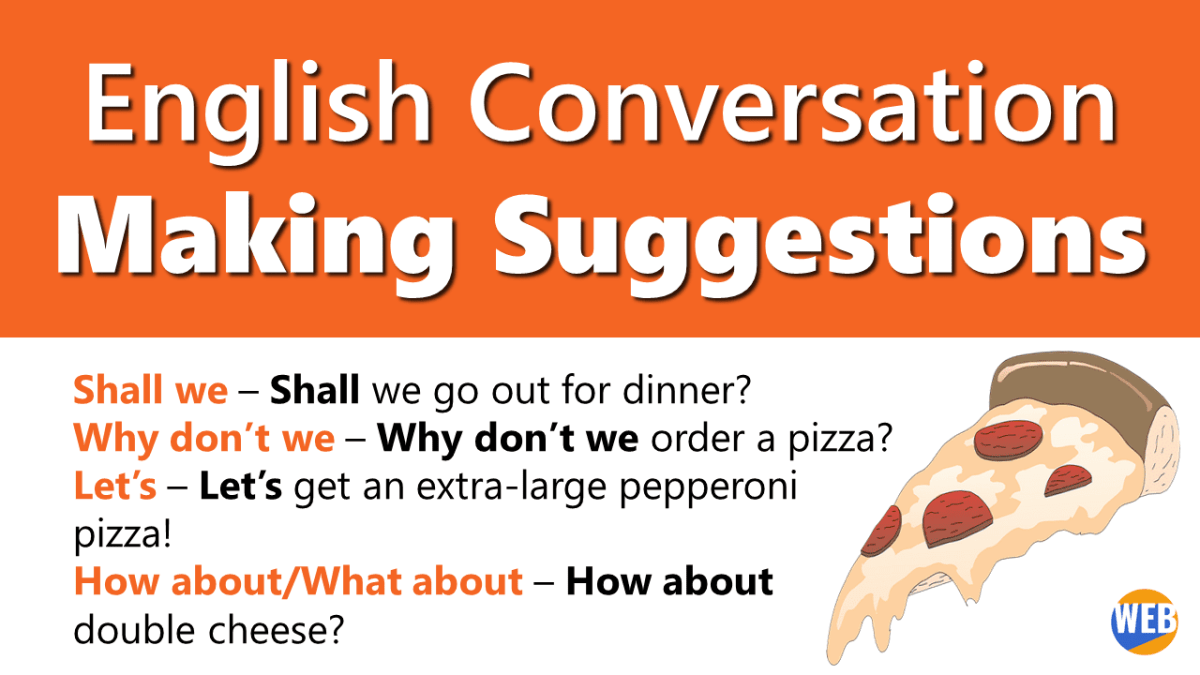 English Conversation
Making Suggestions
Shall we – Shall we go out for dinner?
Why don’t we – Why don’t we order a pizza?
Let’s – Let’s get an extra-large pepperoni
pizza!
How about/What about – How about
double cheese?
WEB